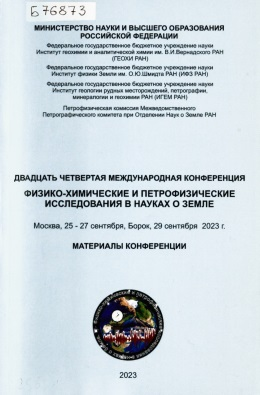 Б76873
МИНИСТЕРСТВО НАУКИ И ВЫСШЕГО ОБРАЗОВАНИЯ
РОССИЙСКОЙ ФЕДЕРАЦИИ
Федеральное государственное бюджетное учреждение науки
Институт геохимии и аналитической химии им. В.И.Вернадского РАН
(ГЕОХИ РАН)
Федеральное государственное бюджетное учреждение науки
Институт физики Земли им. О.Ю.Шмидта РАН (ИФЗ РАН)
Федеральное государственное бюджетное учреждение науки
Институт геологии рудных месторождений, петрографии,
минералогии и геохимии РАН (ИГЕМ РАН)
Петрофизическая комиссия Межведомственного
Петрографического комитета при Отделении Наук о Земле РАН
ДВАДЦАТЬ ЧЕТВЕРТАЯ МЕЖДУНАРОДНАЯ КОНФЕРЕНЦИЯ
ФИЗИКО-ХИМИЧЕСКИЕ И ПЕТРОФИЗИЧЕСКИЕ
ИССЛЕДОВАНИЯ В НАУКАХ О ЗЕМЛЕ
Москва, 25 - 27 сентября, Борок, 29 сентября 2023 г.
МАТЕРИАЛЫ КОНФЕРЕНЦИИ
2023